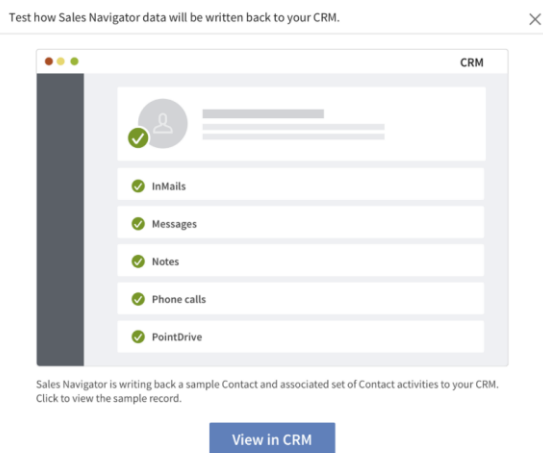 Test how Sales Navigator data will be written back to your CRM.
CRM
InMails
Messages
Notes
Phone calls
PointDrive
Sales Navigator is writing back a sample Contact and associated set of Contact activities to your CRM.
Click to view the sample record.
View in CRM